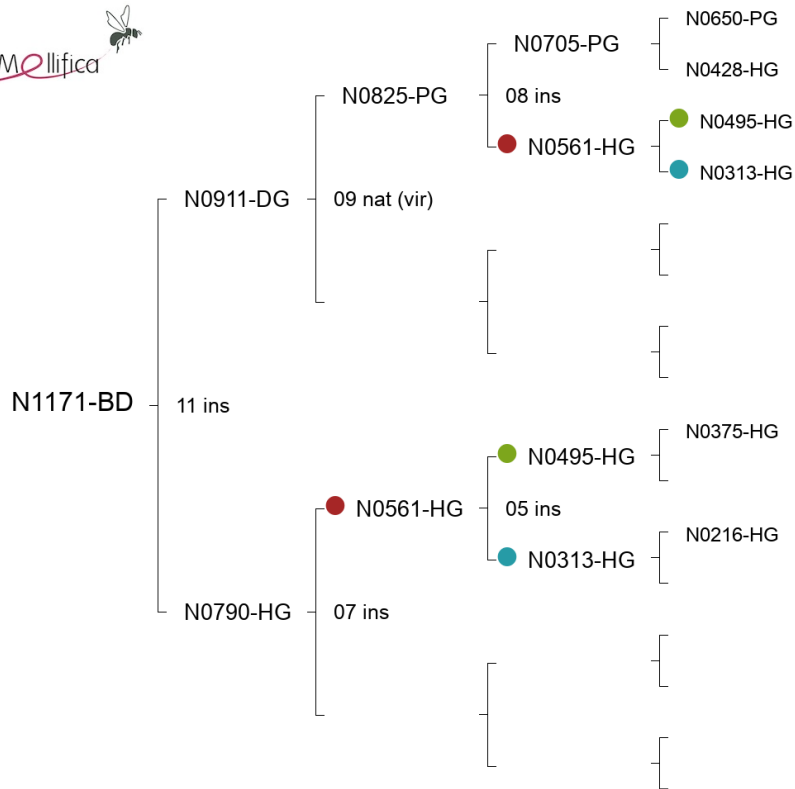 Mellifica
N0650-PG
N0705-PG
N0428-HG
N0825-PG
08 ins
N0495-HG
N0561-HG
N0313-HG
N0911-DG
09 nat (vir)
N1171-BD
11 ins
N0375-HG
N0495-HG
N0561-HG
05 ins
N0216-HG
N0313-HG
N0790-HG
07 ins